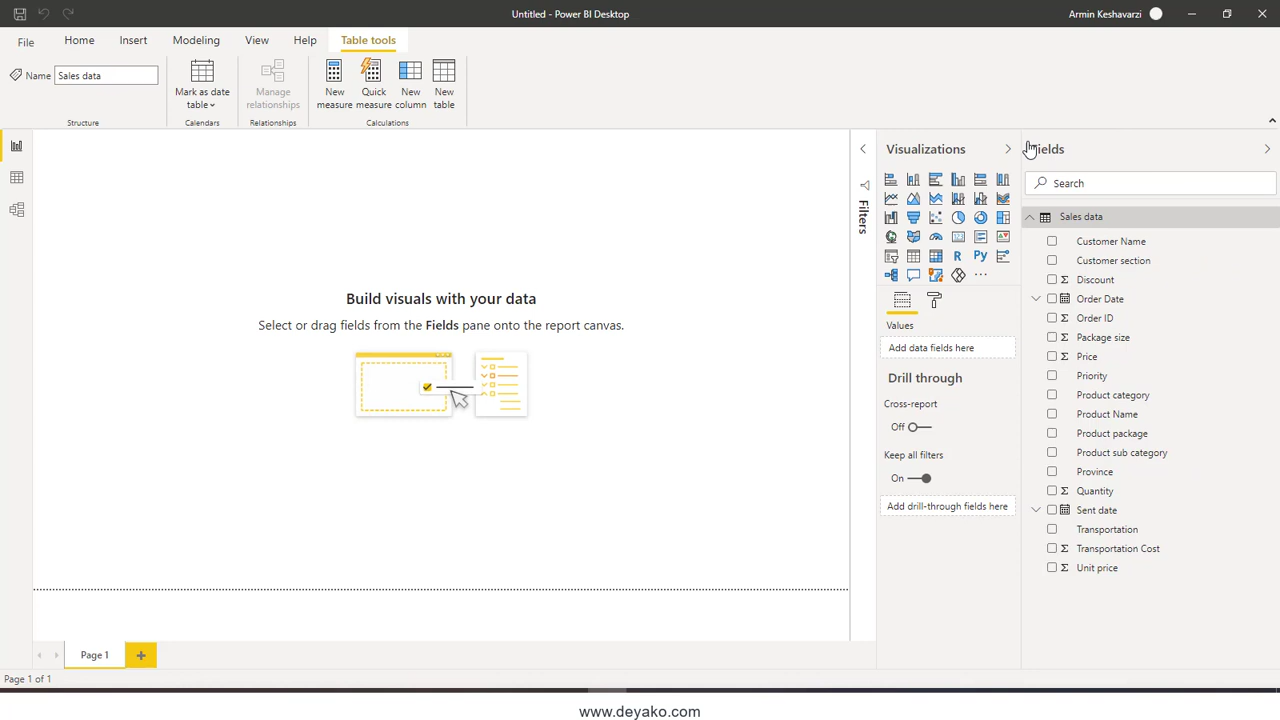 Untitled - Power BI Desktop
Armin Keshavarzi
File
Home
Insert
Modeling
View
Help
Table tools
Name
Sales data
Mark as date
table
Manage
relationships
New
measure
Quick
measure
New
column
New
table
Structure
Calendars
Relationships
Calculations
Build visuals with your data
Select or drag fields from the Fields pane onto the report canvas.
Filters
Visualizations
R
Py
Values
Add data fields here
Drill through
Cross-report
Off
Keep all filters
On
Add drill-through fields here
Fields
Search
Sales data
Customer Name
Customer section
Discount
Order Date
Order ID
Package size
Price
Priority
Product category
Product Name
Product package
Product sub category
Province
Quantity
Sent date
Transportation
Transportation Cost
Unit price
Page 1
Page 1 of 1
www.deyako.com